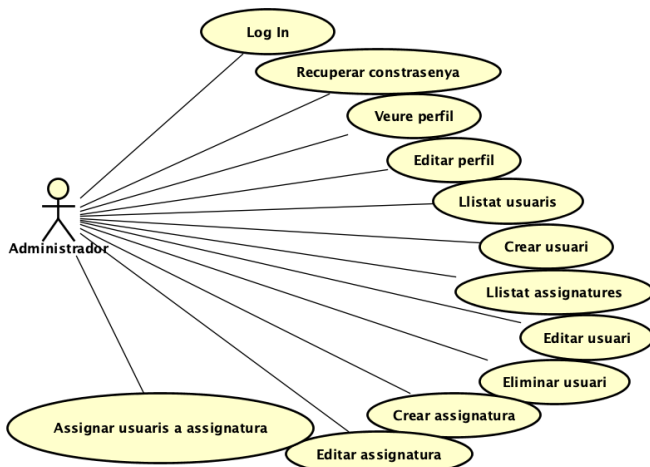 Log In
Recuperar constrasenya
Veure perfil
Editar perfil
Llistat usuaris
Administrador
Crear usuari
Llistat assignatures
Editar usuari
Eliminar usuari
Crear assignatura
Assignar usuaris a assignatura
Editar assignatura